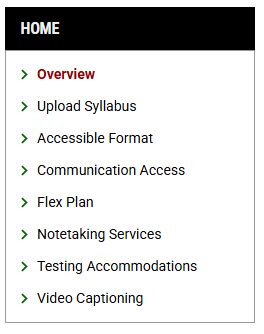 HOME
Overview
Upload Syllabus
Accessible Format
Communication Access
Flex Plan
Notetaking Services
Testing Accommodations
Video Captioning